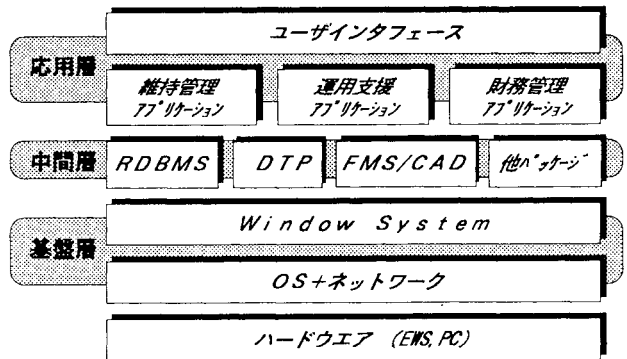 ユーザインタフェース
応用層
維持管理
アプリケーション
運用支援
アプリケーション
財務管理
アプリケーション
中間層
RDBMS
DTP
FMS/CAD
他パッケージ
Window System
基盤層
OS+ネットワーク
ハードウエア (EWS,PC)